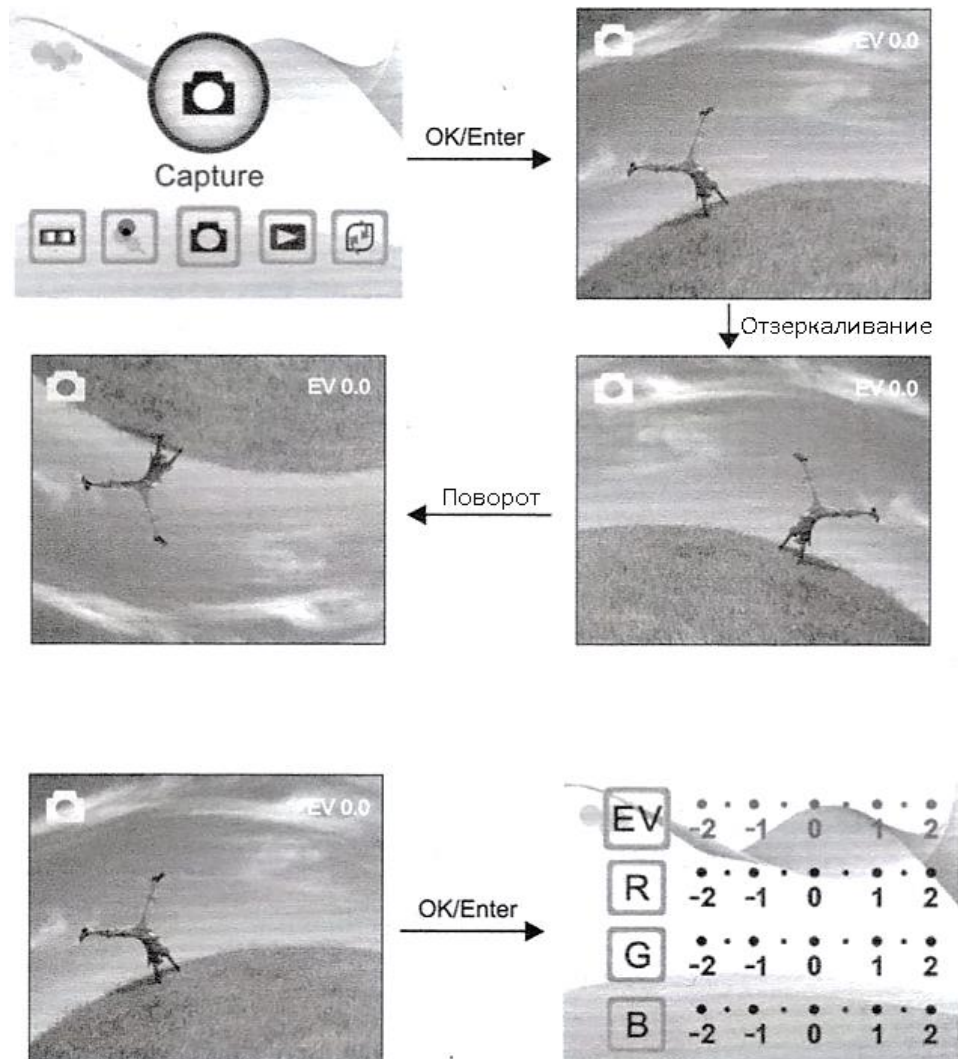 EV 0.0
OK/Enter
Capture
Отзеркаливание
EV 0.0
EV 0.0
Поворот
EV 0.0
OK/Enter
EV -2 -1 0 1 2
R -2 -1 0 1 2
G -2 -1 0 1 2
B -2 -1 0 1 2